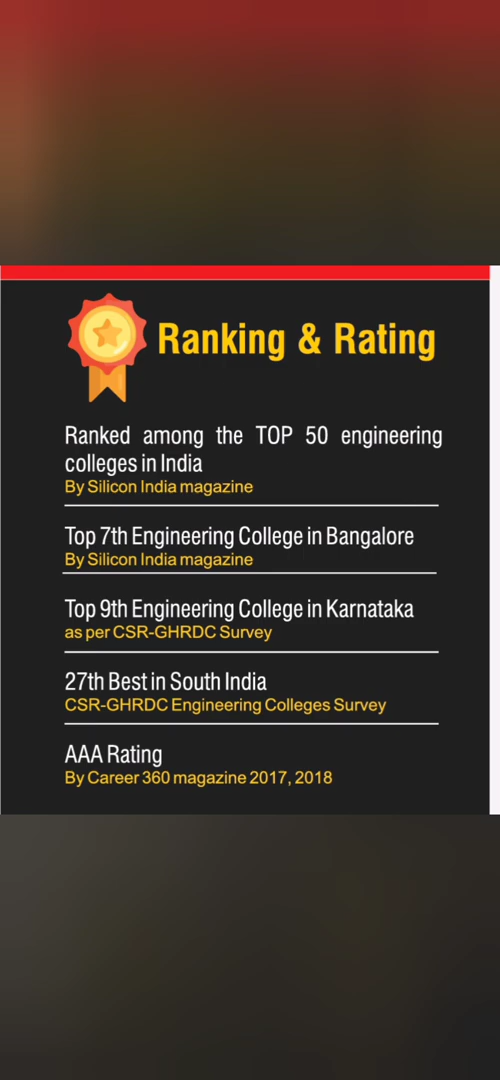 Ranking & Rating
Ranked among the TOP 50 engineering
colleges in India
By Silicon India magazine
Top 7th Engineering College in Bangalore
By Silicon India magazine
Top 9th Engineering College in Karnataka
as per CSR-GHRDC Survey
27th Best in South India
CSR-GHRDC Engineering Colleges Survey
AAA Rating
By Career 360 magazine 2017, 2018